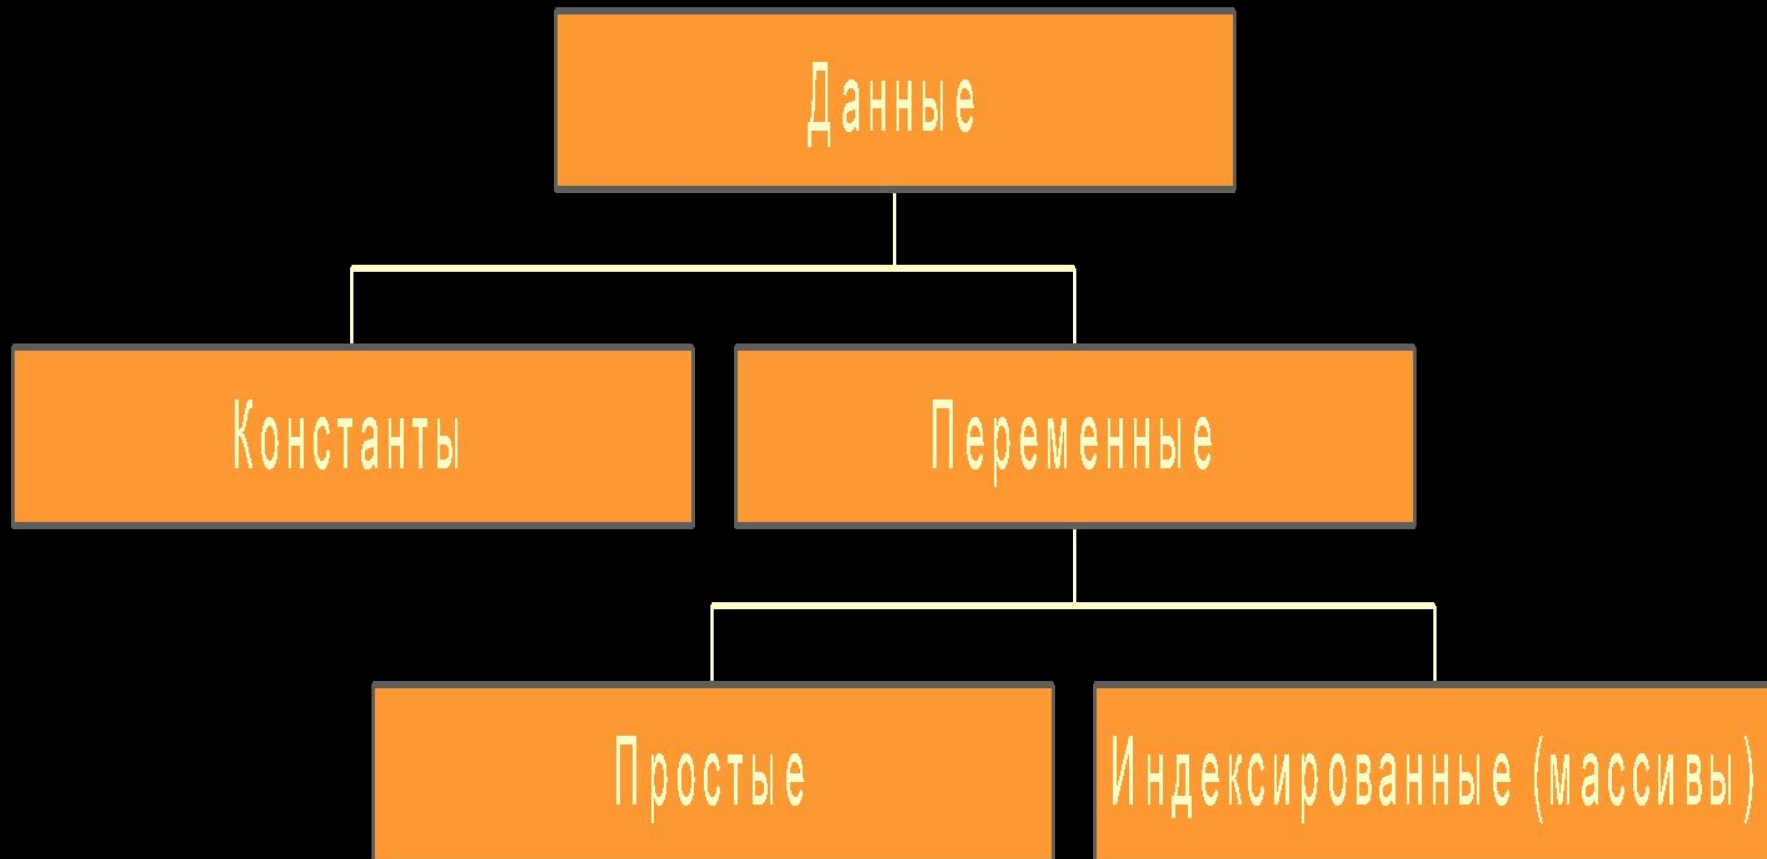 Данные
Константы
Переменные
Простые
Индексированные (массивы)